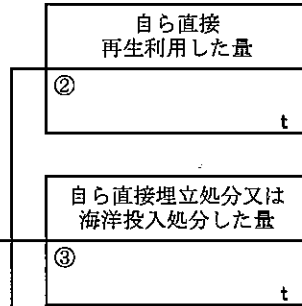 自ら直接
再生利用した量
②
t
自ら直接埋立処分又は
海洋投入処分した量
③
t